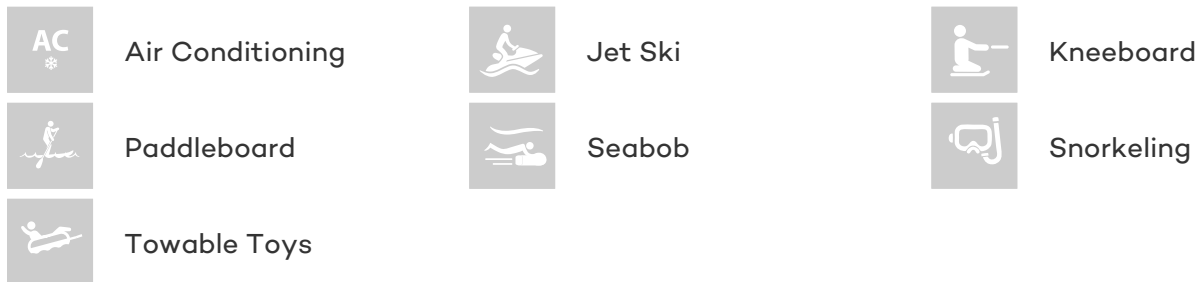 AC
Air Conditioning
Jet Ski
Kneeboard
Paddleboard
Seabob
Snorkeling
Towable Toys